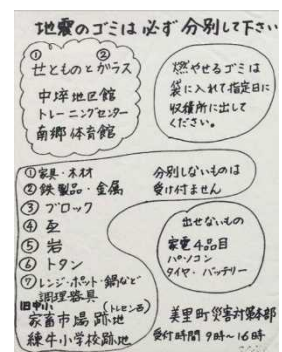 地震のゴミは必ず分別して下さい
① ②
せとものとガラス
中埣地区館
トレーニングセンター
南郷体育館
燃やせるゴミは
袋に入れて指定日に
収積所に出して
ください。
①家具・木材
②鉄製品・金属
③ブロック
④瓦
⑤岩
⑥トタン
⑦レンジ・ポット・鍋など
調理器具
旧中小(トレセン西)
家畜市場跡地
練牛小学校跡地
分別しないものは
受け付ません
出せないもの
家電4品目
パソコン
タイヤ・バッテリー
美里町災害対策本部
受付時間 9時〜16時